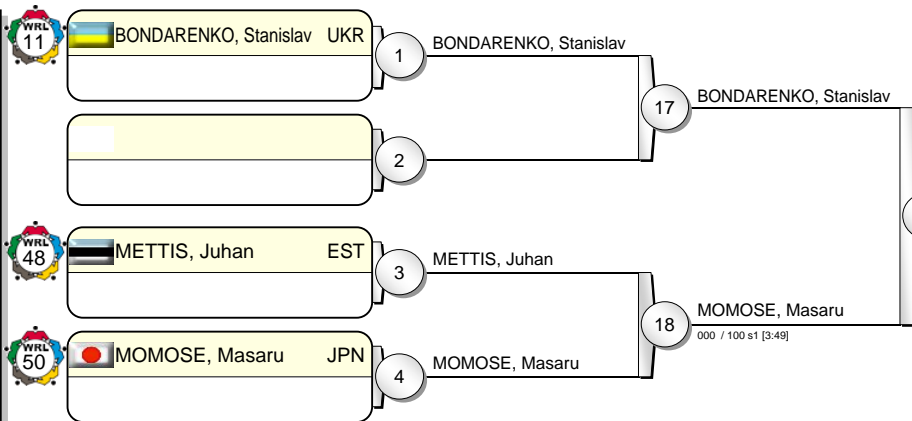 WRL
11
BONDARENKO, Stanislav UKR
1
BONDARENKO, Stanislav
17
BONDARENKO, Stanislav
2
WRL
48
METTIS, Juhan EST
3
METTIS, Juhan
18
MOMOSE, Masaru
000 / 100 s1 [3:49]
WRL
50
MOMOSE, Masaru JPN
4
MOMOSE, Masaru